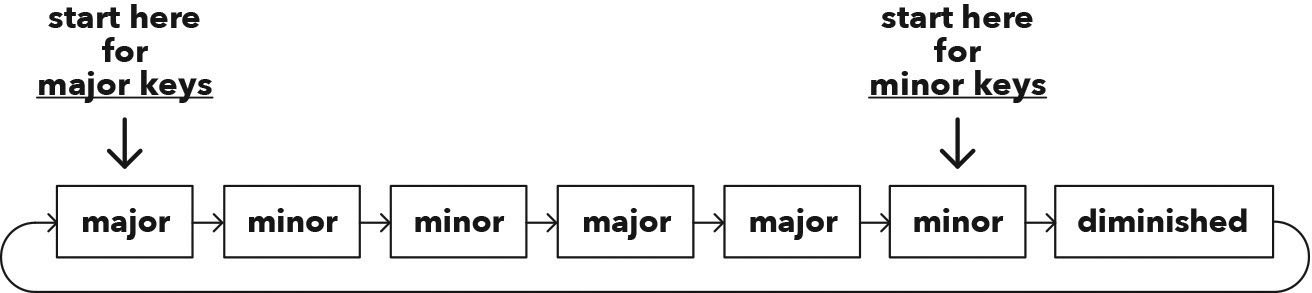 start here
for
major keys
start here
for
minor keys
major
minor
minor
major
major
minor
diminished